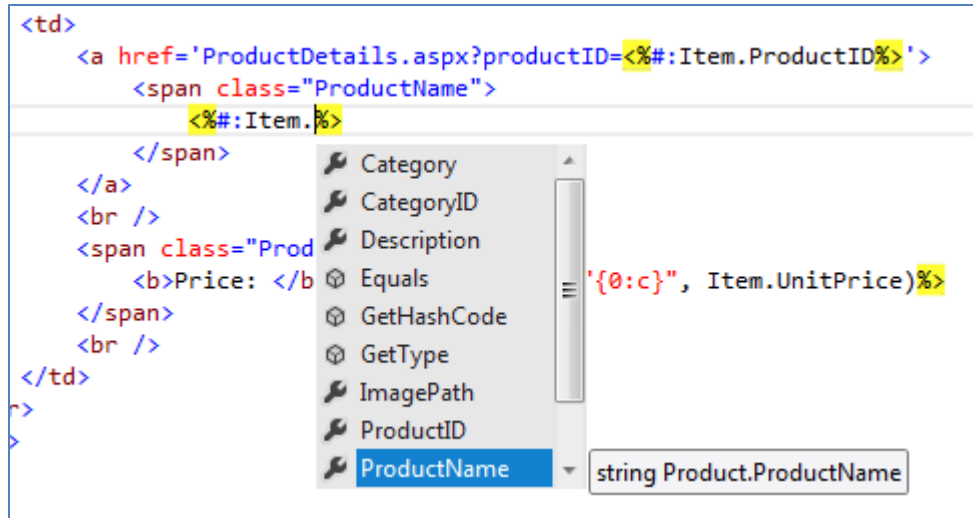 <td>
<a href='ProductDetails.aspx?productID=<%#:Item.ProductID%>'>
<span class="ProductName">
<%#:Item.%>
</span>
</a>
<br />
<span class="Prod
<b>Price: </b "{0:c}", Item.UnitPrice)%>
</span>
<br />
</td>
r>
>
Category
CategoryID
Description
Equals
GetHashCode
GetType
ImagePath
ProductID
ProductName
string Product.ProductName